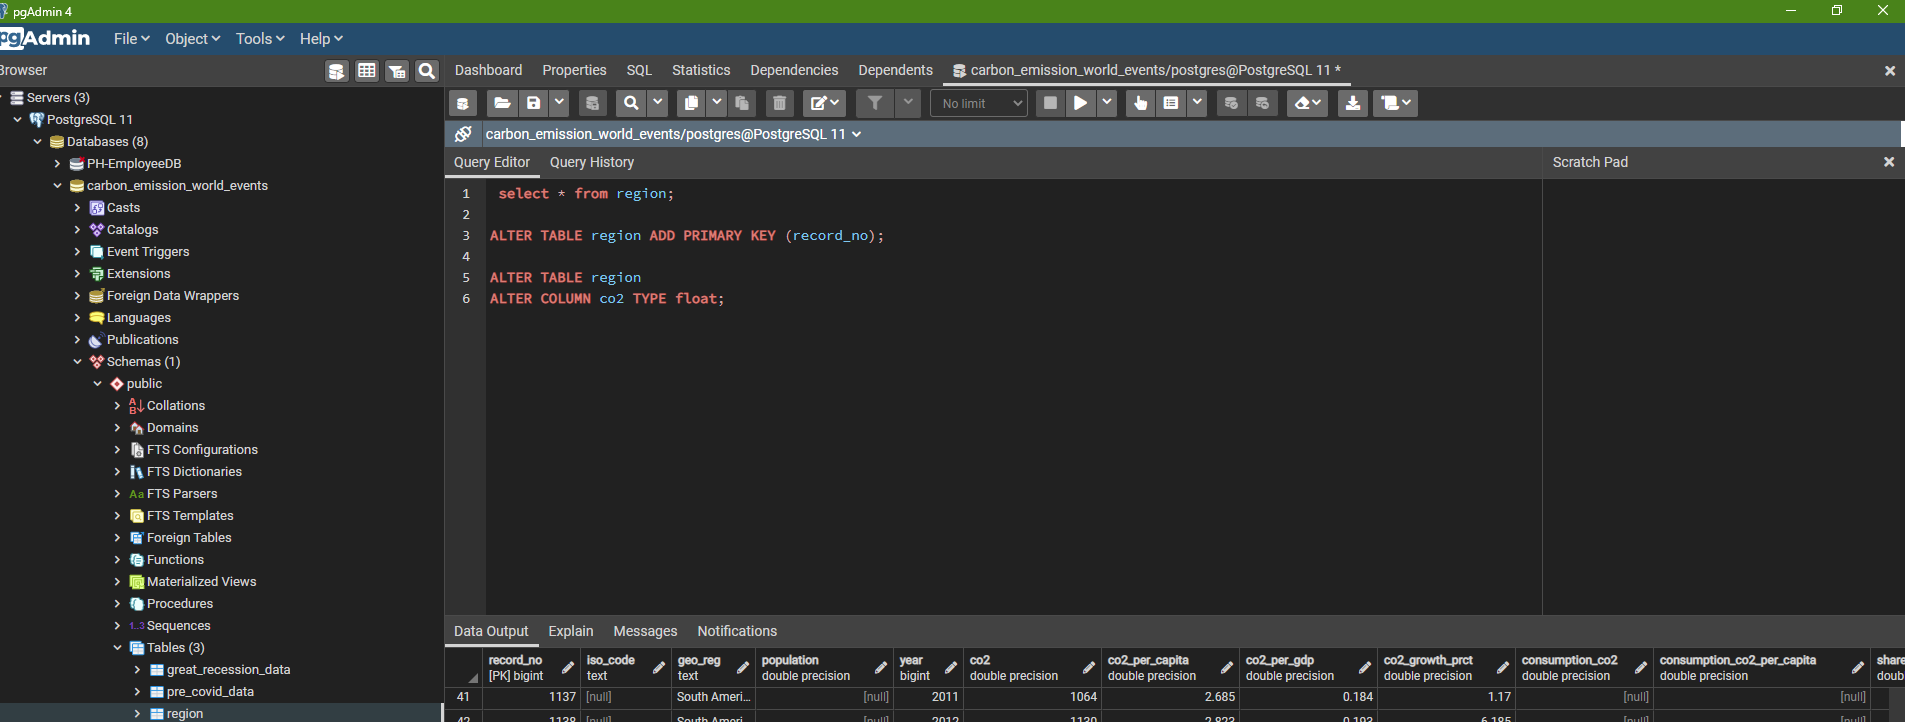 pgAdmin 4
pgAdmin File Object Tools Help
Browser
Dashboard Properties SQL Statistics Dependencies Dependents carbon_emission_world_events/postgres@PostgreSQL 11 *
No limit
carbon_emission_world_events/postgres@PostgreSQL 11
Query Editor Query History
Scratch Pad
Servers (3)
PostgreSQL 11
Databases (8)
PH-EmployeeDB
carbon_emission_world_events
Casts
Catalogs
Event Triggers
Extensions
Foreign Data Wrappers
Languages
Publications
Schemas (1)
public
Collations
Domains
FTS Configurations
FTS Dictionaries
Aa FTS Parsers
FTS Templates
Foreign Tables
Functions
Materialized Views
Procedures
1..3 Sequences
Tables (3)
great_recession_data
pre_covid_data
region
1 select * from region;
2
3 ALTER TABLE region ADD PRIMARY KEY (record_no);
4
5 ALTER TABLE region
6 ALTER COLUMN co2 TYPE float;
Data Output Explain Messages Notifications
record_no iso_code geo_reg population year co2 co2_per_capita co2_per_gdp co2_growth_prct consumption_co2 consumption_co2_per_capita share
[PK] bigint text text double precision bigint double precision double precision double precision double precision double precision double precision doub
41 1137 [null] South Ameri... [null] 2011 1064 2.685 0.184 1.17 [null] [null]
42 1138 [null] South Ameri... [null] 2012 1130 2.823 0.193 6.185 [null] [null]